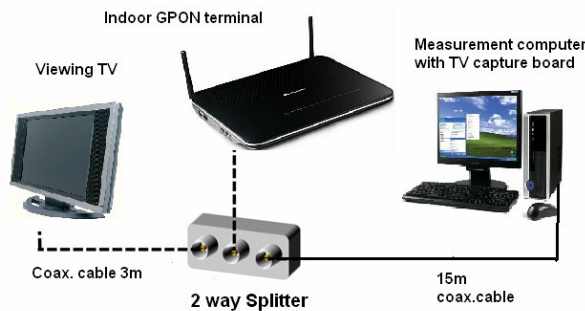 Indoor GPON terminal
Viewing TV
Measurement computer
with TV capture board
Coax. cable 3m
15m
coax.cable
2 way Splitter